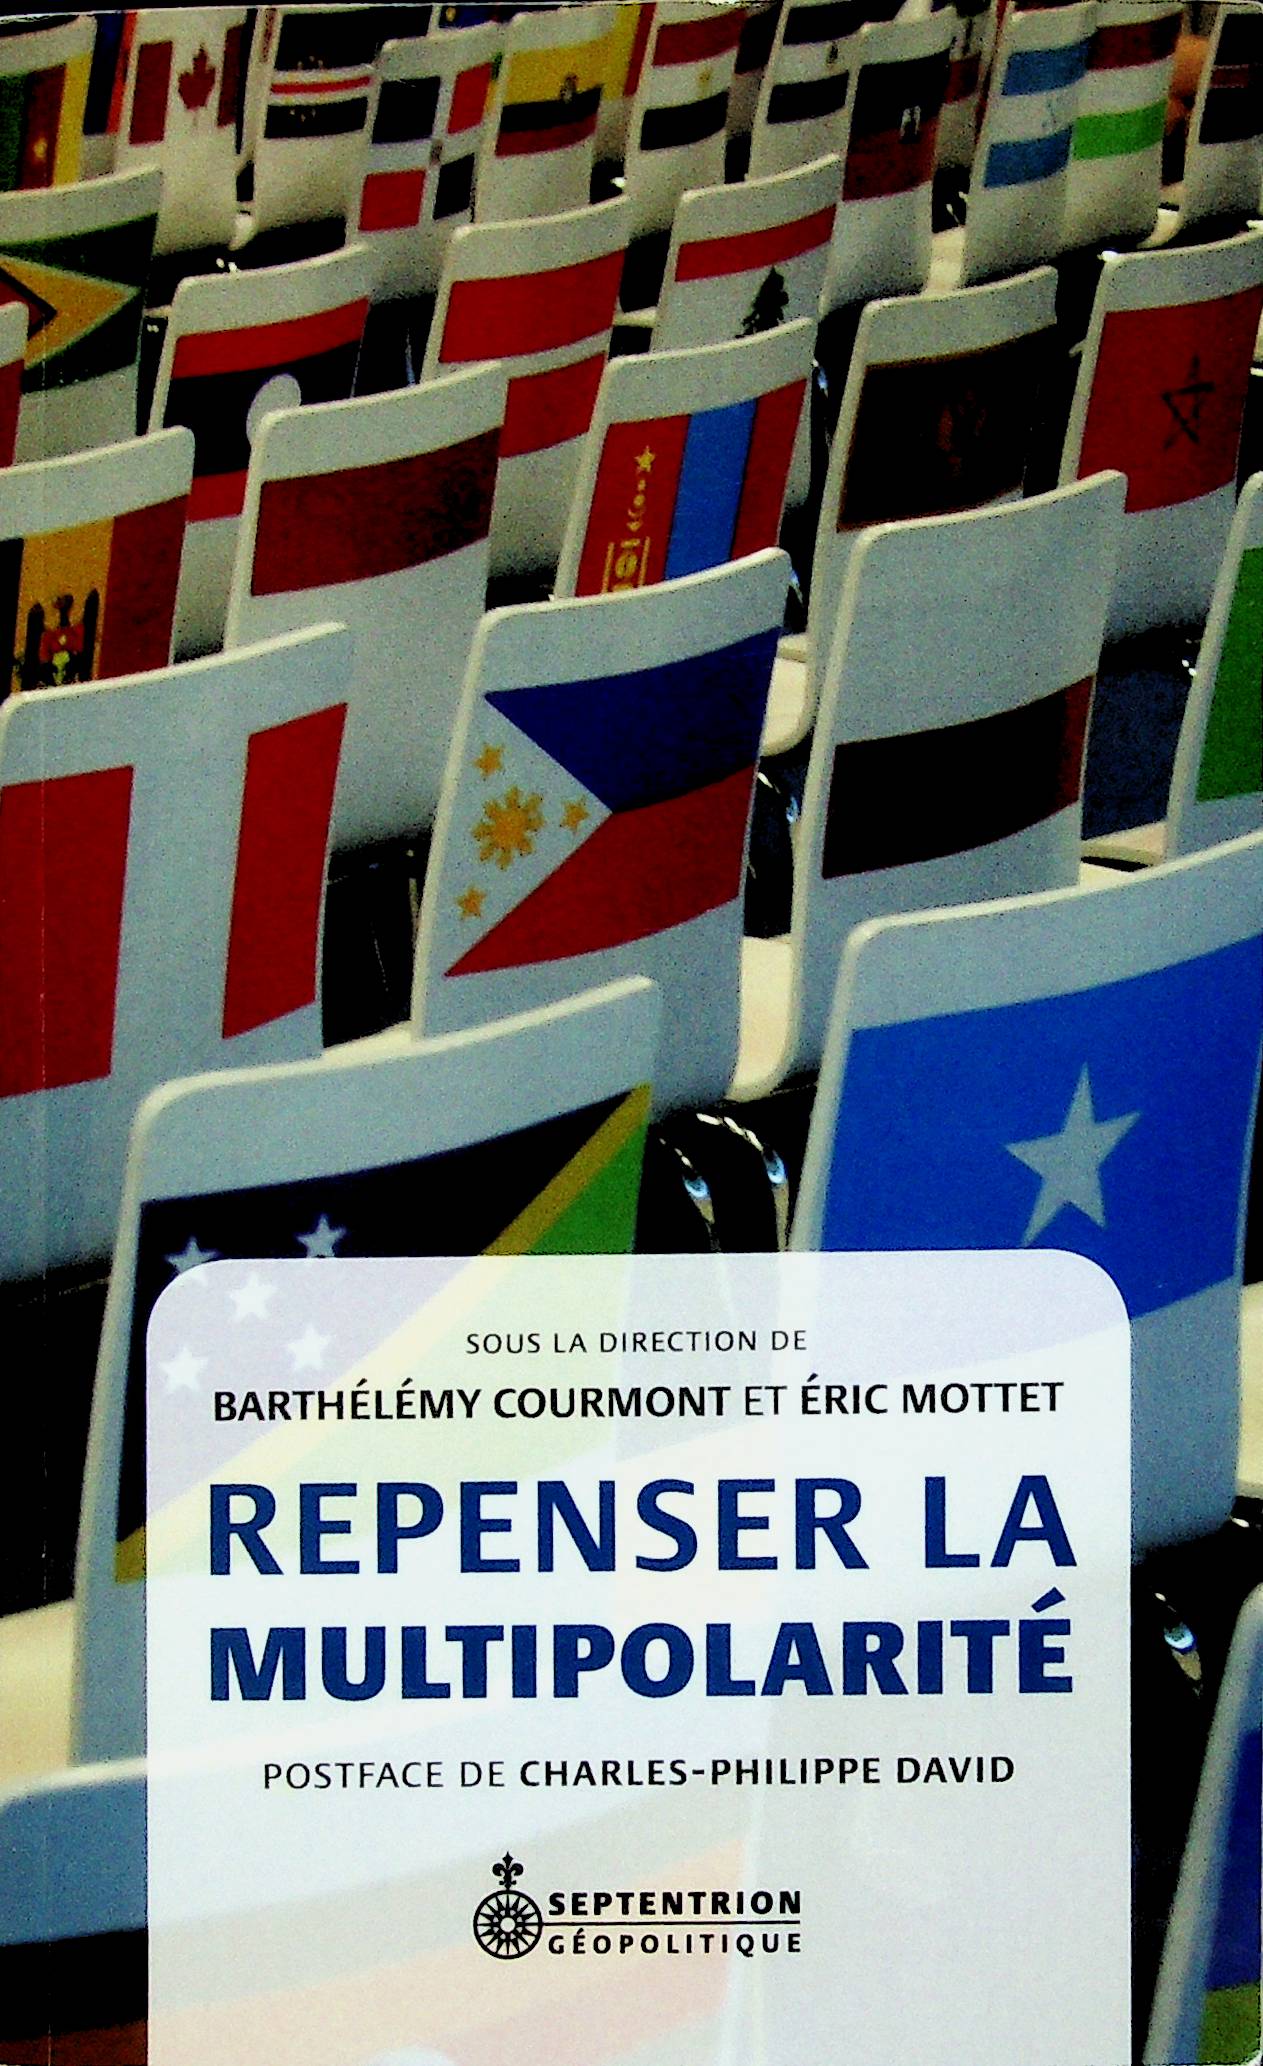 SOUS LA DIRECTION DE
BARTHÉLÉMY COURMONT ET ÉRIC MOTTET
REPENSER LA
MULTIPOLARITÉ
POSTFACE DE CHARLES-PHILIPPE DAVID
SEPTENTRION
GÉOPOLITIQUE